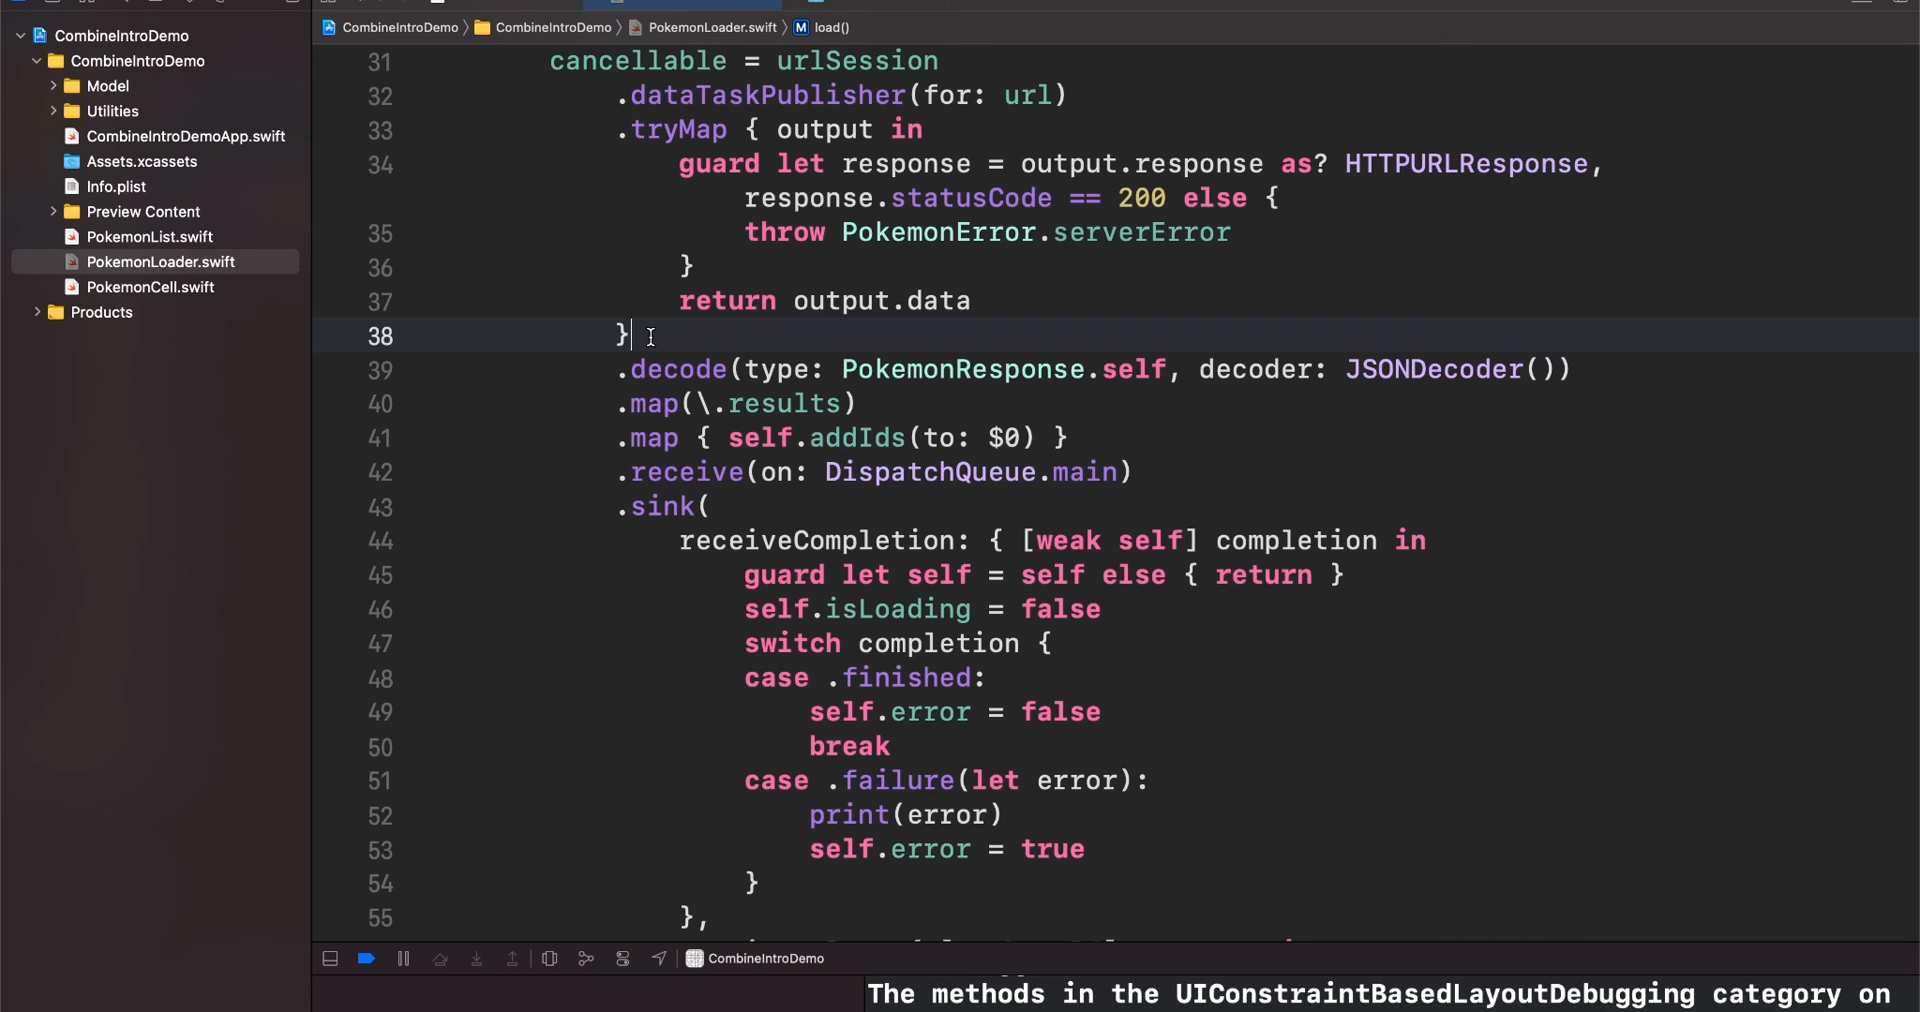 CombineIntroDemo
CombineIntroDemo
Model
Utilities
CombineIntroDemoApp.swift
Assets.xcassets
Info.plist
Preview Content
PokemonList.swift
PokemonLoader.swift
PokemonCell.swift
Products
CombineIntroDemo CombineIntroDemo PokemonLoader.swift M load()
31 cancellable = urlSession
32 .dataTaskPublisher(for: url)
33 .tryMap { output in
34 guard let response = output.response as? HTTPURLResponse,
response.statusCode == 200 else {
35 throw PokemonError.serverError
36 }
37 return output.data
38 }
39 .decode(type: PokemonResponse.self, decoder: JSONDecoder())
40 .map(\.results)
41 .map { self.addIds(to: $0) }
42 .receive(on: DispatchQueue.main)
43 .sink(
44 receiveCompletion: { [weak self] completion in
45 guard let self = self else { return }
46 self.isLoading = false
47 switch completion {
48 case .finished:
49 self.error = false
50 break
51 case .failure(let error):
52 print(error)
53 self.error = true
54 }
55 },
CombineIntroDemo
The methods in the UIConstraintBasedLayoutDebugging category on